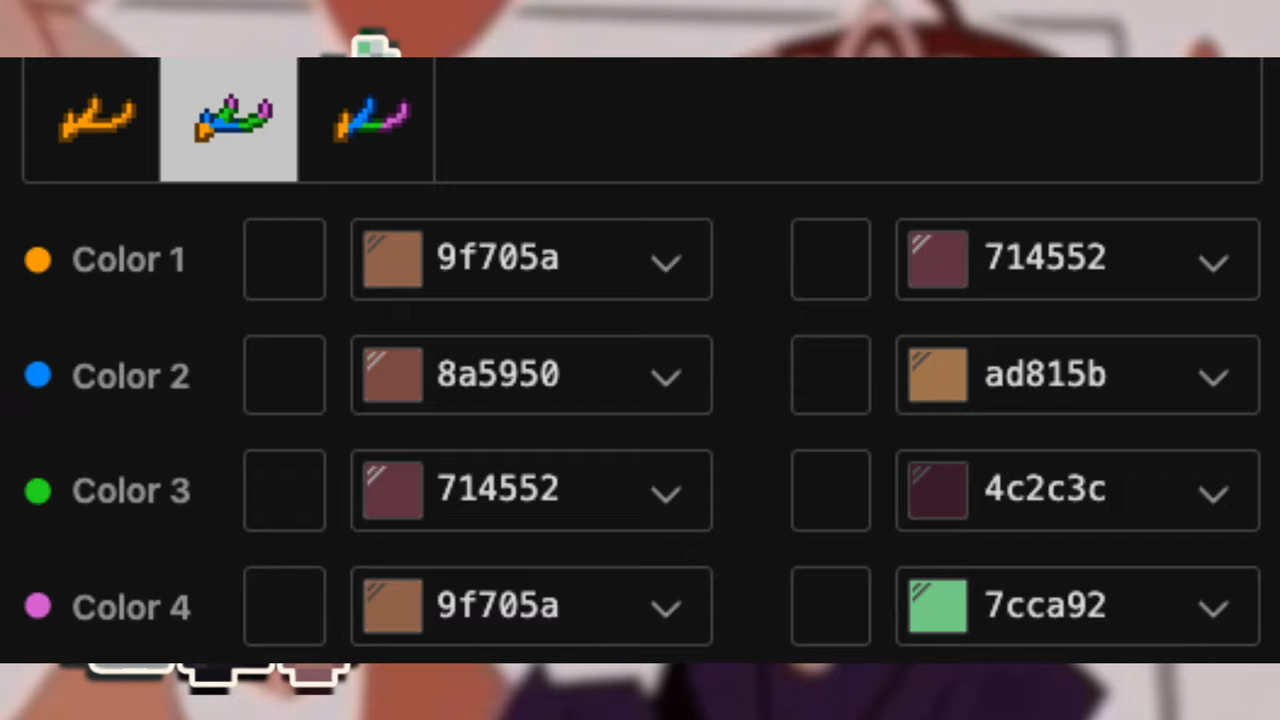 Color 1 9f705a 714552
Color 2 8a5950 ad815b
Color 3 714552 4c2c3c
Color 4 9f705a 7cca92